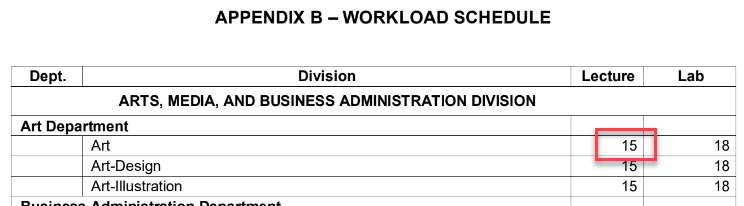 APPENDIX B – WORKLOAD SCHEDULE
Dept. Division Lecture Lab
ARTS, MEDIA, AND BUSINESS ADMINISTRATION DIVISION
Art Department
Art 15 18
Art-Design 15 18
Art-Illustration 15 18
Business Administration Department